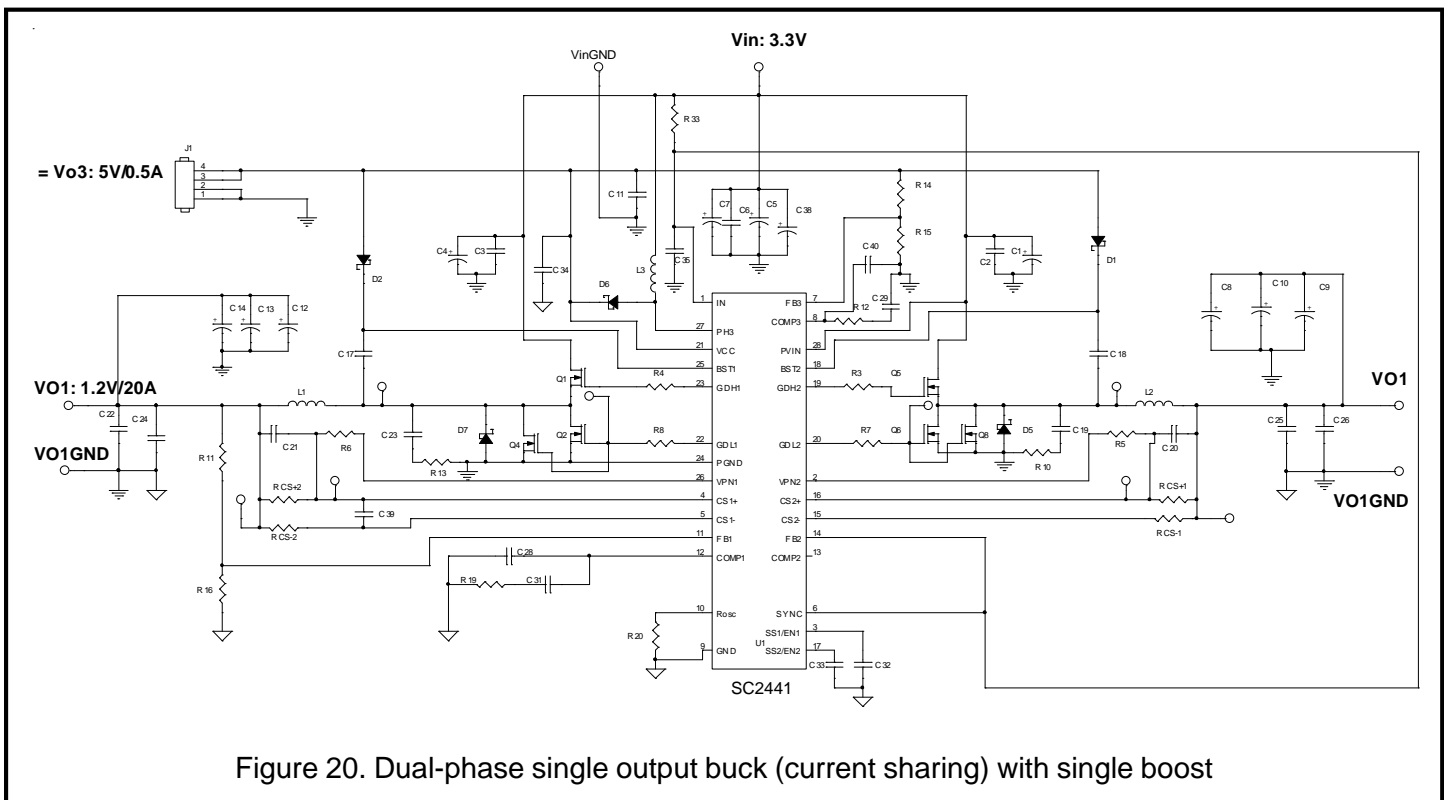 Vin: 3.3V
VinGND
R 33
J1
4
3
2
1
= Vo3: 5V/0.5A
C 11
C7
C6
C5
C 38
R 14
R 15
C 40
D2
C4
C3
C 34
L3
C 35
D6
C2
C1
D1
C 29
R 12
C 14
C 13
C 12
C8
C 10
C9
C 17
C 18
1
IN
FB3
7
COMP3
8
27
PH3
21
VCC
PVIN
28
25
BST1
BST2
18
Q1
R4
23
GDH1
GDH2
19
R3
Q5
VO1: 1.2V/20A
VO1
L1
L2
C 22
C 24
C 21
R6
C 23
D7
Q4
Q2
R8
22
GDL1
GDL2
20
R7
Q6
Q8
D5
C 19
R5
C 20
C 25
C 26
VO1GND
VO1GND
R 11
R 13
24
PGND
R 10
26
VPN1
VPN2
2
R CS+2
4
CS1+
CS2+
16
R CS+1
C 39
R CS-2
5
CS1-
CS2-
15
R CS-1
11
FB1
FB2
14
C 28
12
COMP1
COMP2
13
R 19
C 31
R 16
10
Rosc
SYNC
6
R 20
SS1/EN1
3
U1
9
GND
SS2/EN2
17
C 33
C 32
SC2441
Figure 20. Dual-phase single output buck (current sharing) with single boost